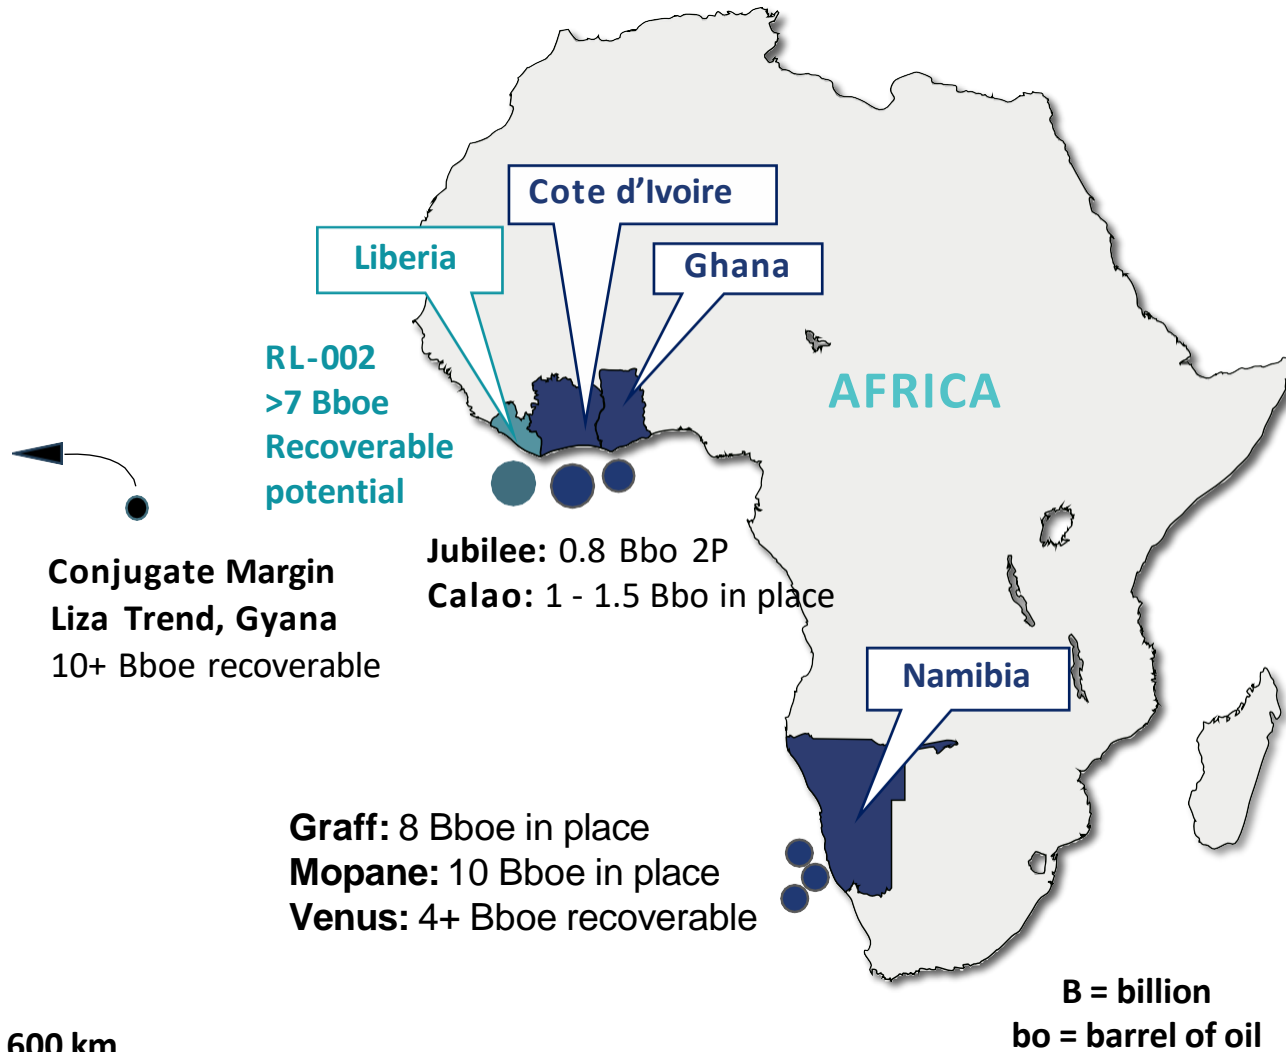 Cote d’Ivoire
Liberia
Ghana
RL-002
>7 Bboe
Recoverable
potential
AFRICA
Jubilee: 0.8 Bbo 2P
Calao: 1 - 1.5 Bbo in place
Conjugate Margin
Liza Trend, Gyana
10+ Bboe recoverable
Namibia
Graff: 8 Bboe in place
Mopane: 10 Bboe in place
Venus: 4+ Bboe recoverable
B = billion
bo = barrel of oil
600 km